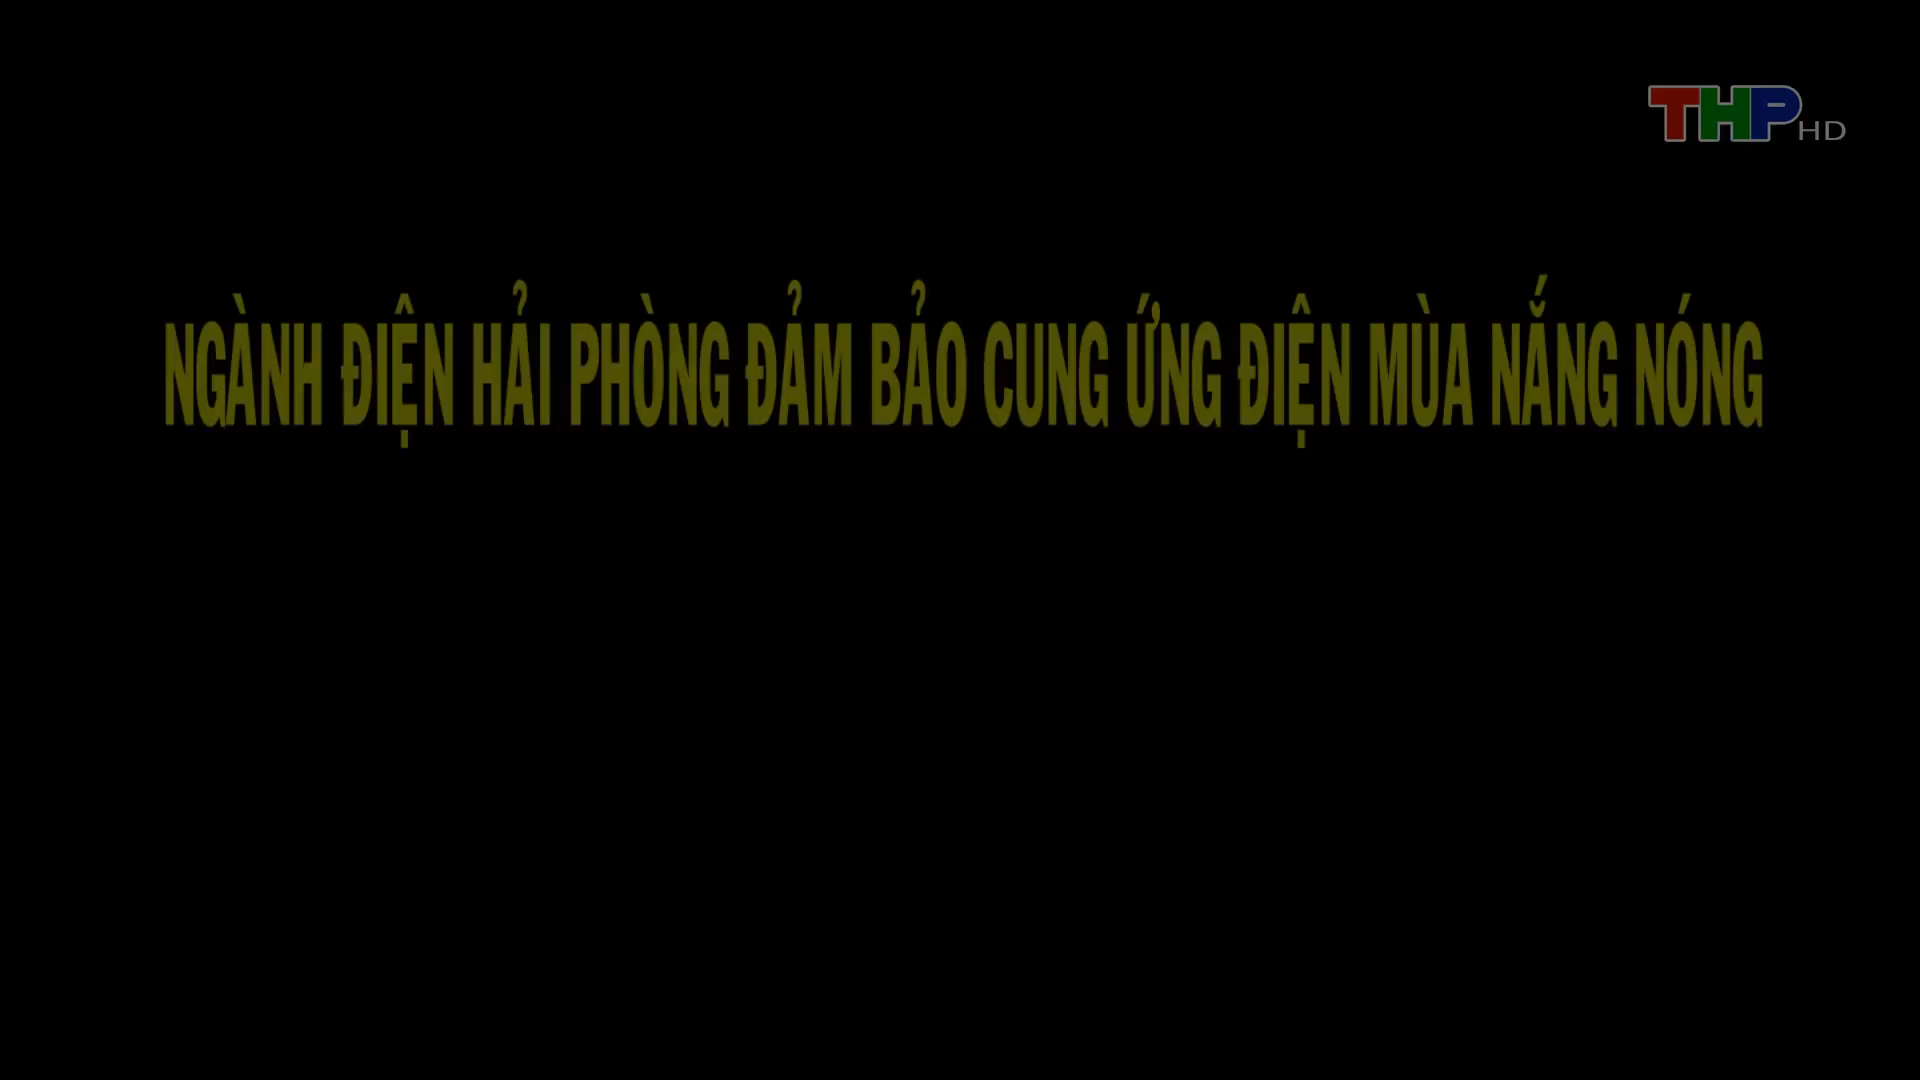 THP HD
NGÀNH ĐIỆN HẢI PHÒNG ĐẢM BẢO CUNG ỨNG ĐIỆN MÙA NẮNG NÓNG